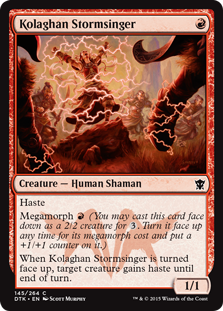 Kolaghan Stormsinger
Creature — Human Shaman
Haste
Megamorph (You may cast this card face
down as a 2/2 creature for 3. Turn it face up
any time for its megamorph cost and put a
+1/+1 counter on it.)
When Kolaghan Stormsinger is turned
face up, target creature gains haste until
end of turn.
1/1
145/264 C
DTK • EN Scott Murphy
™ & © 2015 Wizards of the Coast